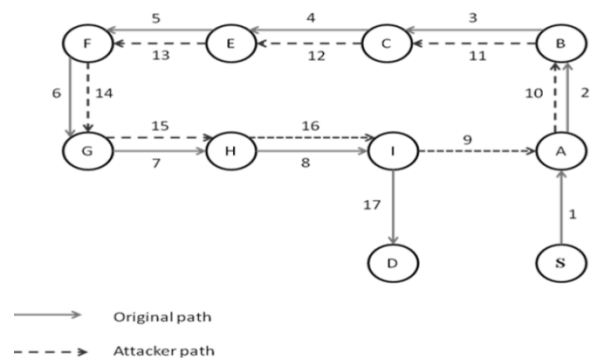 5 4 3
F E C B
13 12 11
6 14 10 2
15 16 9
G H I A
7 8
17 1
D S
Original path
Attacker path